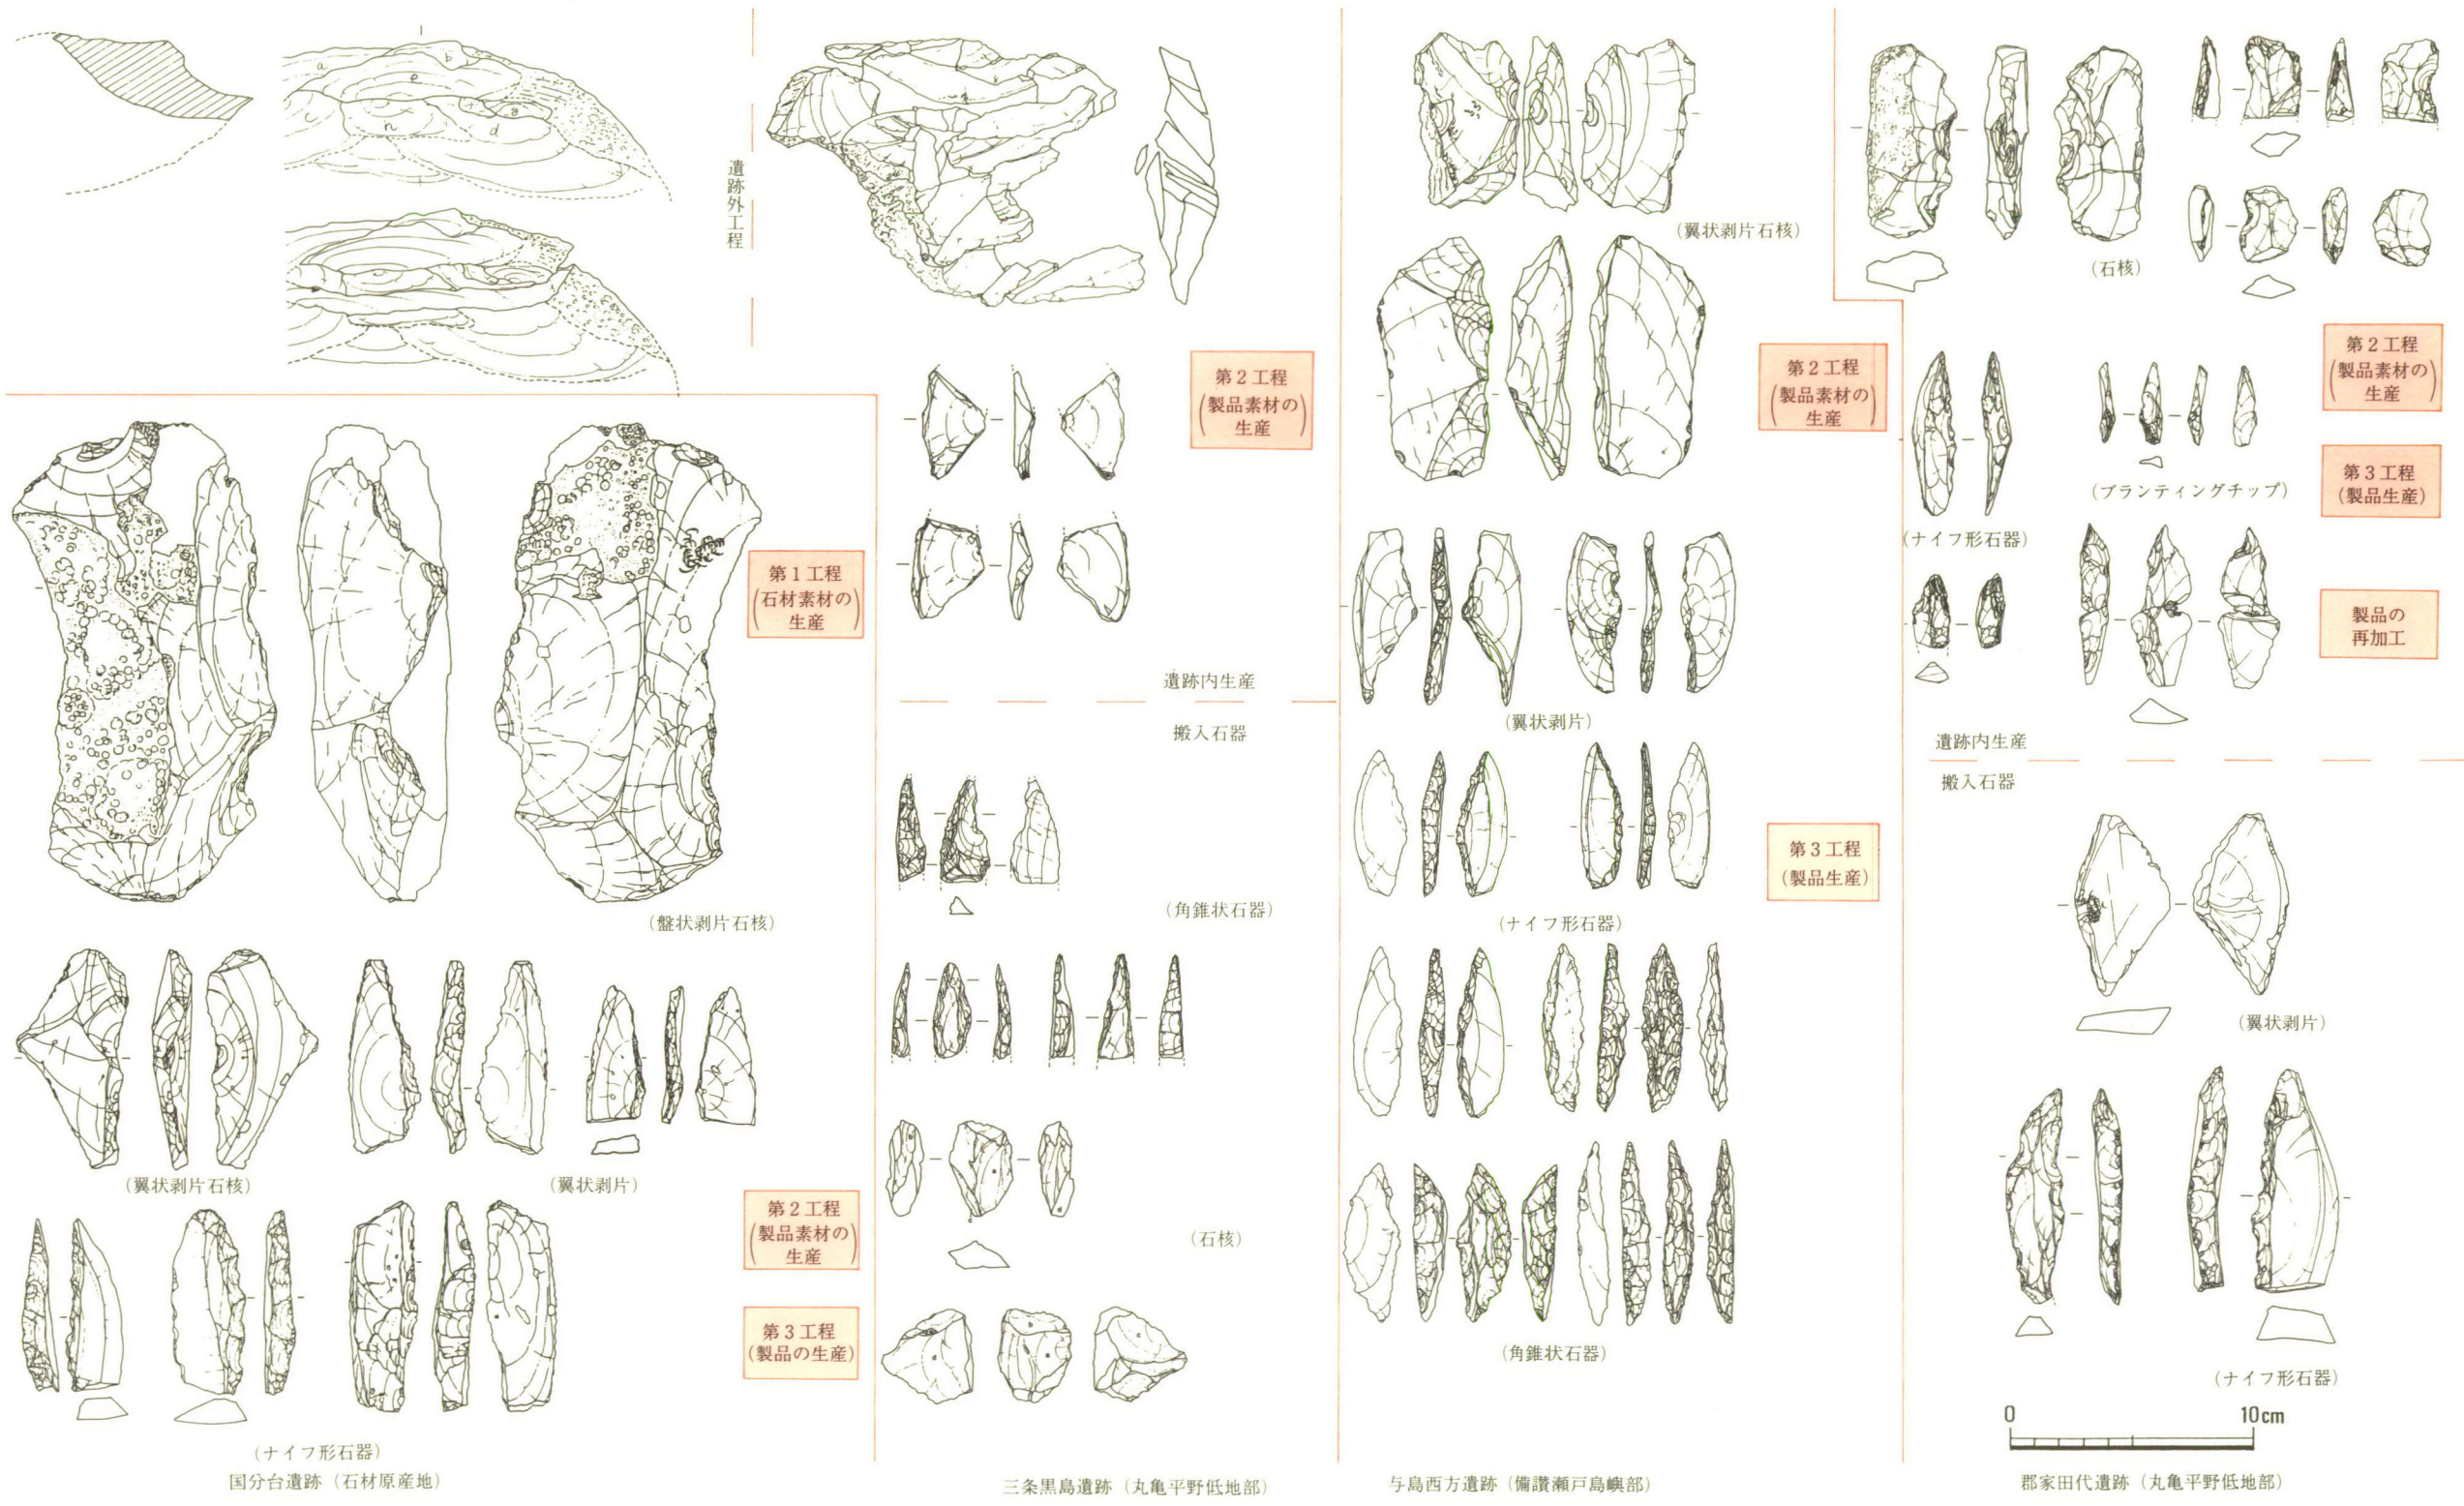 遺跡外工程
第1工程
(石材素材の
生産)
(盤状剥片石核)
(翼状剥片石核)
(翼状剥片)
第2工程
(製品素材の
生産)
第3工程
(製品の生産)
(ナイフ形石器)
国分台遺跡(石材原産地)
第2工程
(製品素材の
生産)
遺跡内生産
搬入石器
(角錐状石器)
(石核)
三条黒島遺跡(丸亀平野低地部)
(翼状剥片石核)
第2工程
(製品素材の
生産)
(翼状剥片)
(ナイフ形石器)
第3工程
(製品生産)
(角錐状石器)
与島西方遺跡(備讃瀬戸島嶼部)
(石核)
第2工程
(製品素材の
生産)
(ブランティングチップ)
第3工程
(製品生産)
(ナイフ形石器)
製品の
再加工
遺跡内生産
搬入石器
(翼状剥片)
(ナイフ形石器)
0 10cm
郡家田代遺跡(丸亀平野低地部)